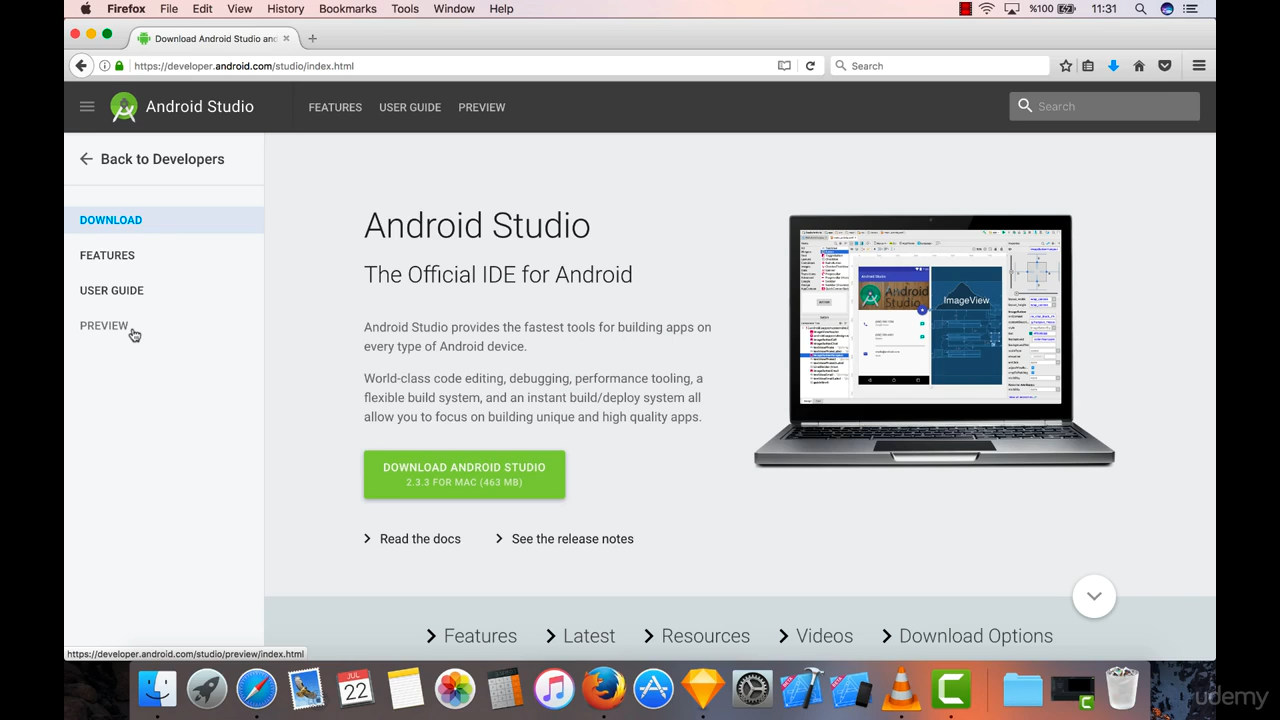 Firefox File Edit View History Bookmarks Tools Window Help %100 11:31
Download Android Studio and
https://developer.android.com/studio/index.html Search
Android Studio FEATURES USER GUIDE PREVIEW Search
Back to Developers
DOWNLOAD
FEATURES
USER GUIDE
PREVIEW
Android Studio
The Official IDE for Android
Android Studio provides the fastest tools for building apps on
every type of Android device.
World-class code editing, debugging, performance tooling, a
flexible build system, and an instant build/deploy system all
allow you to focus on building unique and high quality apps.
DOWNLOAD ANDROID STUDIO
2.3.3 FOR MAC (463 MB)
Read the docs See the release notes
Android
Studio
ImageView
Features Latest Resources Videos Download Options
https://developer.android.com/studio/preview/index.html
JUL
22
udemy